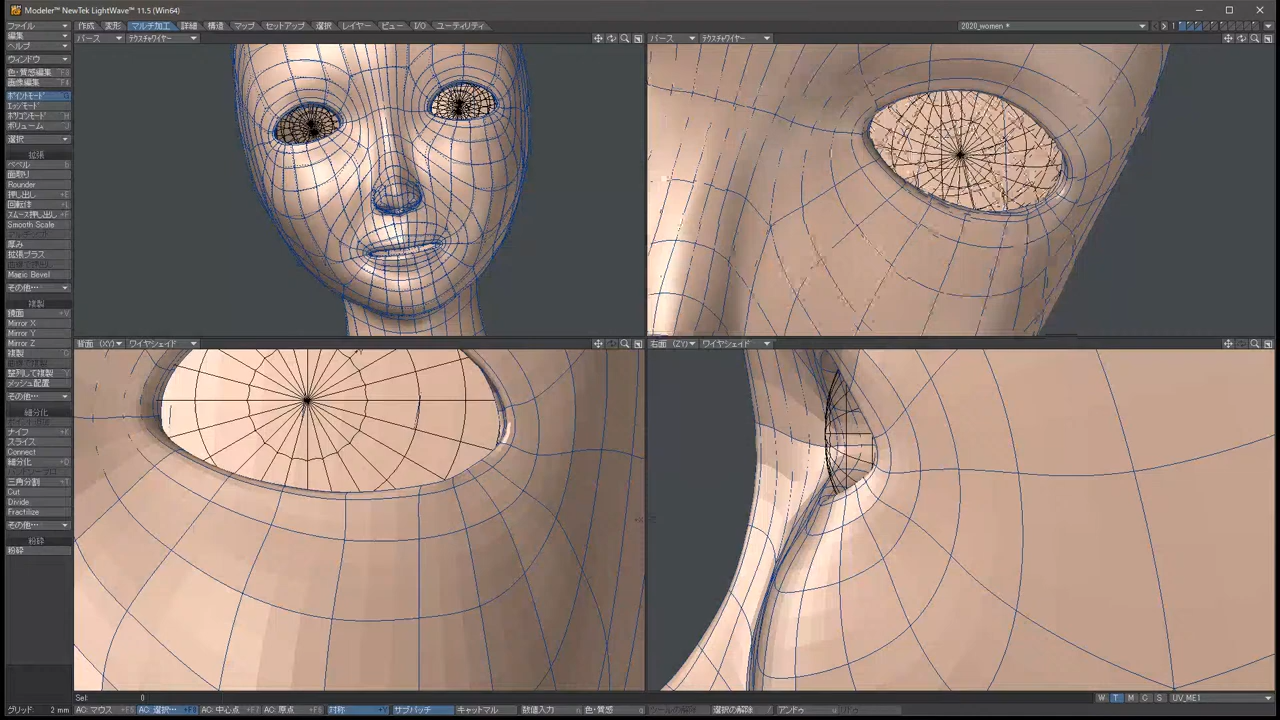 Modeler™ NewTek LightWave™ 11.5 (Win64)
ファイル
編集
ヘルプ
ウィンドウ
色・質感編集 ^F3
画像編集 ^F4
ポイントモード G
エッジモード
ポリゴンモード H
ボリューム J
選択
拡張
ベベル b
面取り
Rounder
押し出し +E
回転体 +L
スムース押し出し +F
Smooth Scale
厚み
拡張プラス
Magic Bevel
その他…
複製
鏡面 +V
Mirror X
Mirror Y
Mirror Z
複製 C
整列して複製
メッシュ配置
その他…
細分化
ナイフ +K
スライス
Connect
細分化 +D
三角分割 +T
Cut
Divide
Fractilize
その他…
粉砕
粉砕
作成 変形 マルチ加工 詳細 構造 マップ セットアップ 選択 レイヤー ビュー I/O ユーティリティ
2020_women *
1
パース テクスチャワイヤー
パース テクスチャワイヤー
背面 (XY) ワイヤシェイド
右面 (ZY) ワイヤシェイド
Sel: 0
W T M C S UV_ME1
グリッド: 2 mm
AC: マウス +F5 AC: 選択… +F8 AC: 中心点 +F7 AC: 原点 +F6 対称 +Y サブパッチ キャットマル 数値入力 n 色・質感 q 選択の解除 / アンドゥ u